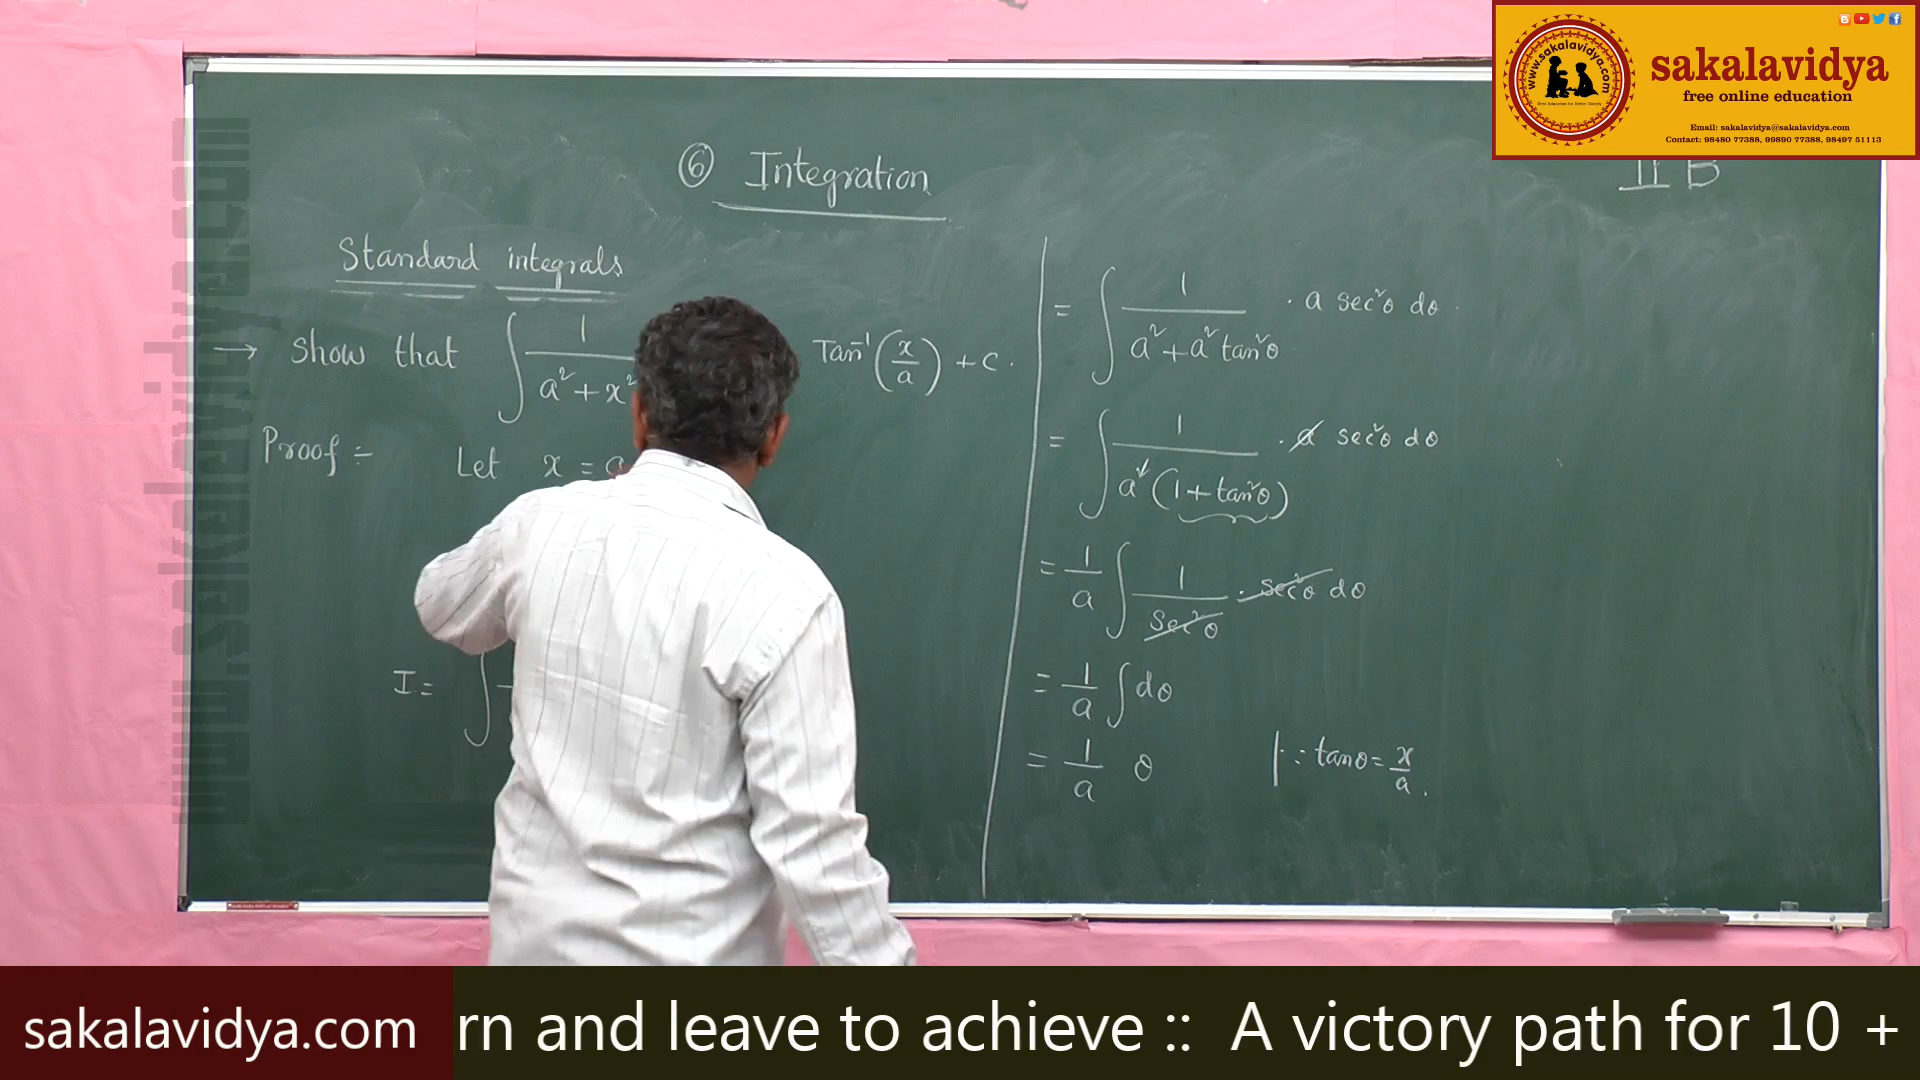 www.sakalavidya.com
sakalavidya
free online education
Email: sakalavidya@sakalavidya.com
Contact: 98480 77388, 99890 77388, 98497 51113
II B
⑥ Integration
Standard integrals
→ Show that ∫ 1/(a² + x² Tan⁻¹(x/a) + c.
Proof :- Let x = a
I = ∫
= ∫ 1/(a² + a² tan²θ) · a sec²θ dθ
= ∫ 1/(a² (1 + tan²θ)) · a sec²θ dθ
= 1/a ∫ 1/sec²θ · sec²θ dθ
= 1/a ∫ dθ
= 1/a θ | ∵ tanθ = x/a.
sakalavidya.com rn and leave to achieve :: A victory path for 10 +